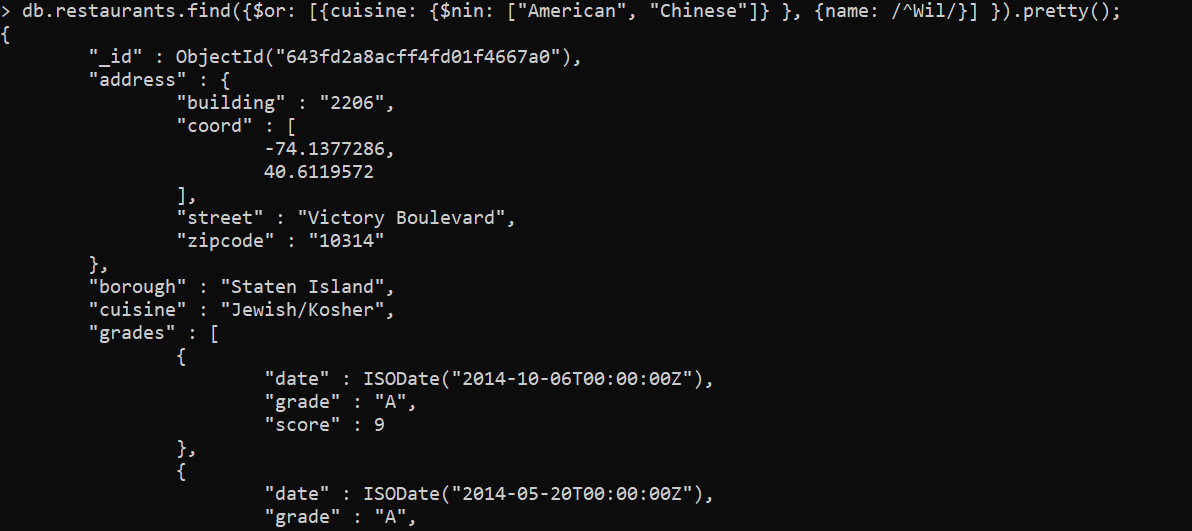 > db.restaurants.find({$or: [{cuisine: {$nin: ["American", "Chinese"]} }, {name: /^Wil/}] }).pretty();
{
        "_id" : ObjectId("643fd2a8acff4fd01f4667a0"),
        "address" : {
                "building" : "2206",
                "coord" : [
                        -74.1377286,
                        40.6119572
                ],
                "street" : "Victory Boulevard",
                "zipcode" : "10314"
        },
        "borough" : "Staten Island",
        "cuisine" : "Jewish/Kosher",
        "grades" : [
                {
                        "date" : ISODate("2014-10-06T00:00:00Z"),
                        "grade" : "A",
                        "score" : 9
                },
                {
                        "date" : ISODate("2014-05-20T00:00:00Z"),
                        "grade" : "A",